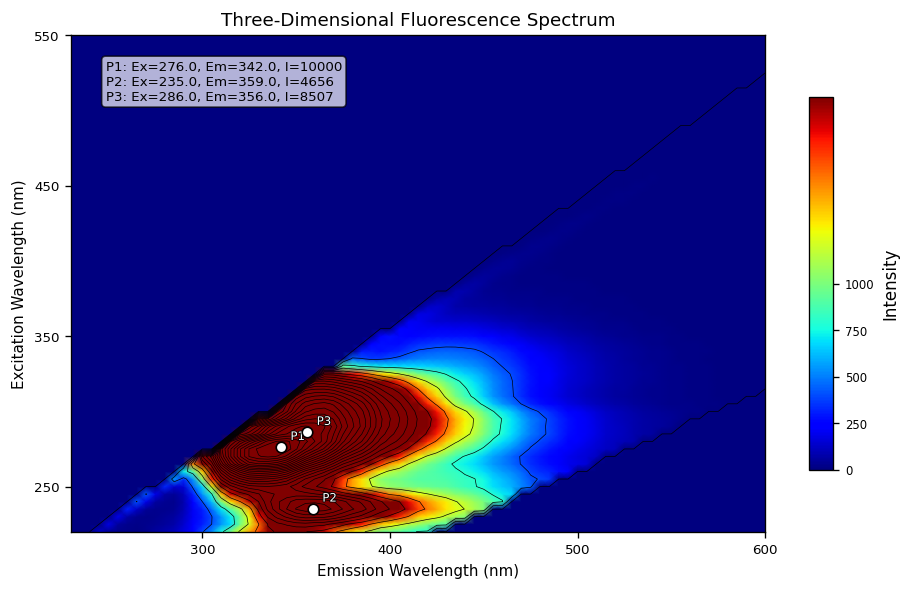 Three-Dimensional Fluorescence Spectrum
550
450
350
250
Excitation Wavelength (nm)
P1: Ex=276.0, Em=342.0, I=10000
P2: Ex=235.0, Em=359.0, I=4656
P3: Ex=286.0, Em=356.0, I=8507
P3
P1
P2
300
400
500
600
Emission Wavelength (nm)
1000
750
500
250
0
Intensity